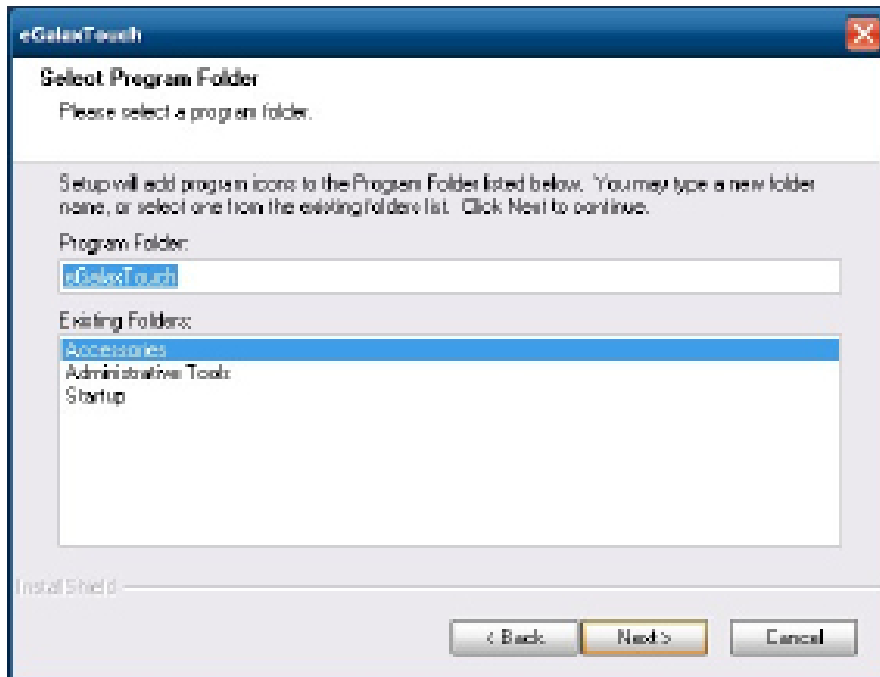 eGalaxTouch
Select Program Folder
Please select a program folder.
Setup will add program icons to the Program Folder listed below. You may type a new folder
name, or select one from the existing folders list. Click Next to continue.
Program Folder:
eGalaxTouch
Existing Folders:
Accessories
Administrative Tools
Startup
InstallShield
< Back
Next >
Cancel